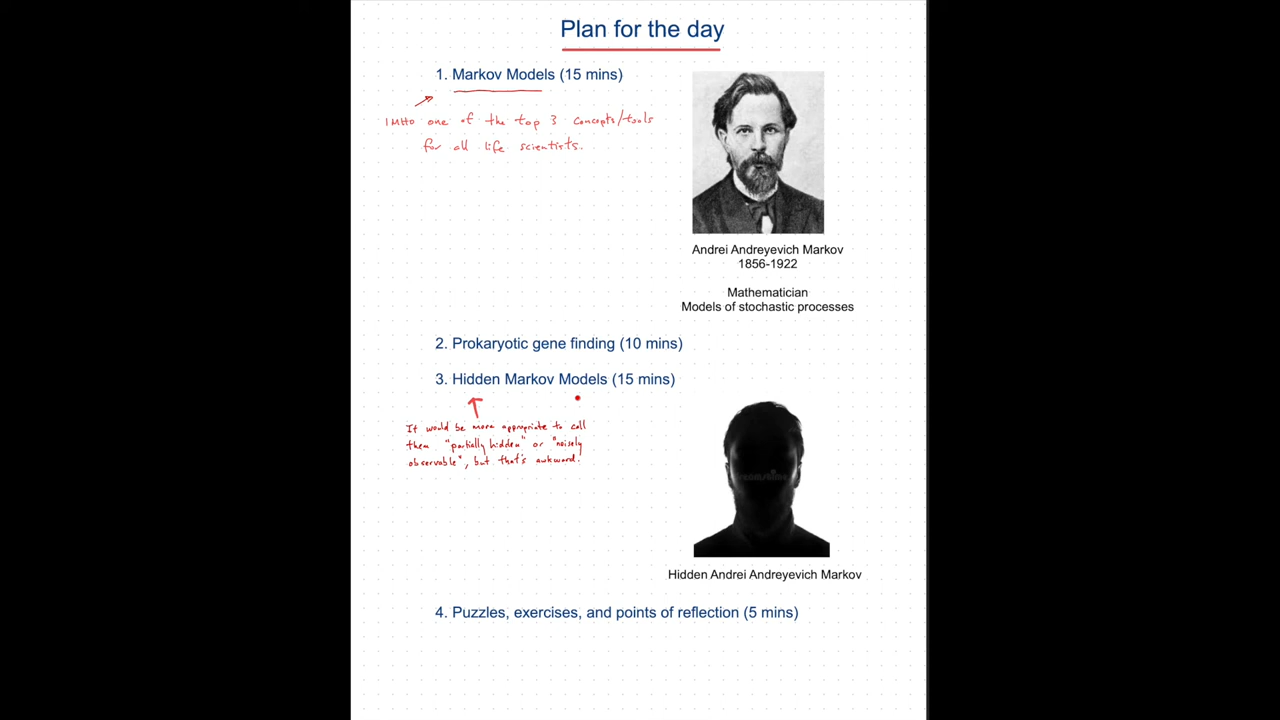 Plan for the day
1. Markov Models (15 mins)
IMHO one of the top 3 concepts/tools
for all life scientists.
Andrei Andreyevich Markov
1856-1922
Mathematician
Models of stochastic processes
2. Prokaryotic gene finding (10 mins)
3. Hidden Markov Models (15 mins)
It would be more appropriate to call
them "partially hidden" or "noisely
observable", but that's awkward.
Hidden Andrei Andreyevich Markov
4. Puzzles, exercises, and points of reflection (5 mins)